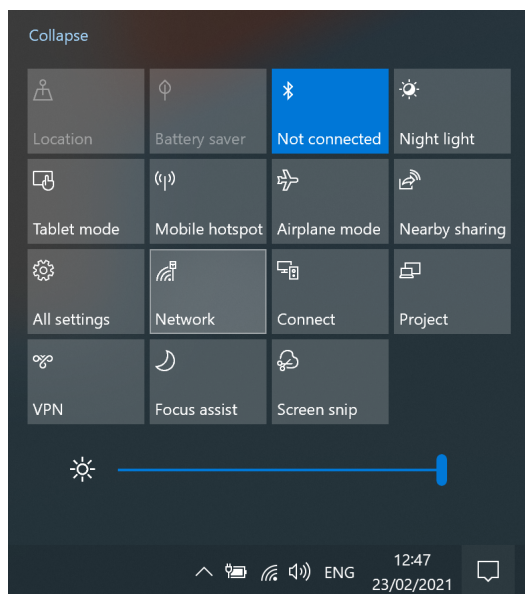 Collapse
Location Battery saver Not connected Night light
Tablet mode Mobile hotspot Airplane mode Nearby sharing
All settings Network Connect Project
VPN Focus assist Screen snip
ENG 12:47
23/02/2021